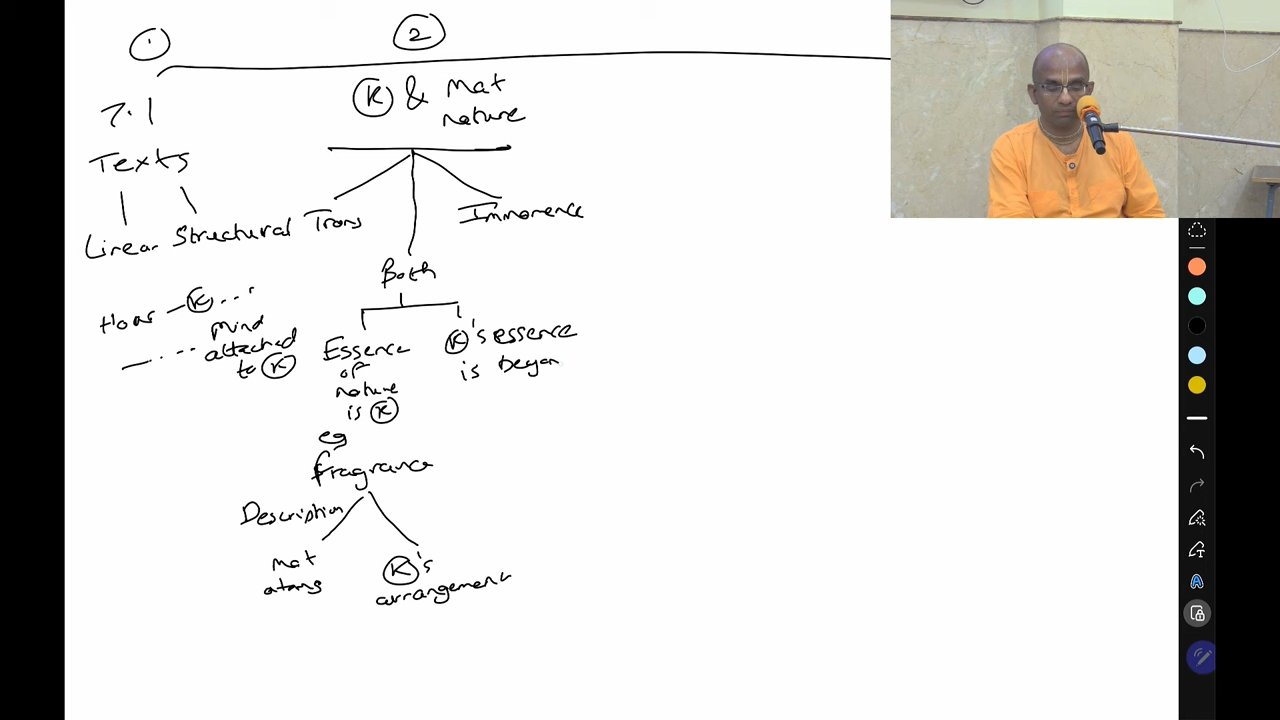 1
2
7.1
Texts
Linear Structural
Hear – K ...
... Mind
attached
to K
K & Mat
nature
Trans
Immonence
Both
Essence
of
nature
is K
eg
fragrance
Description
mat
atoms
K's
arrangement
K's essence
is beyon
A